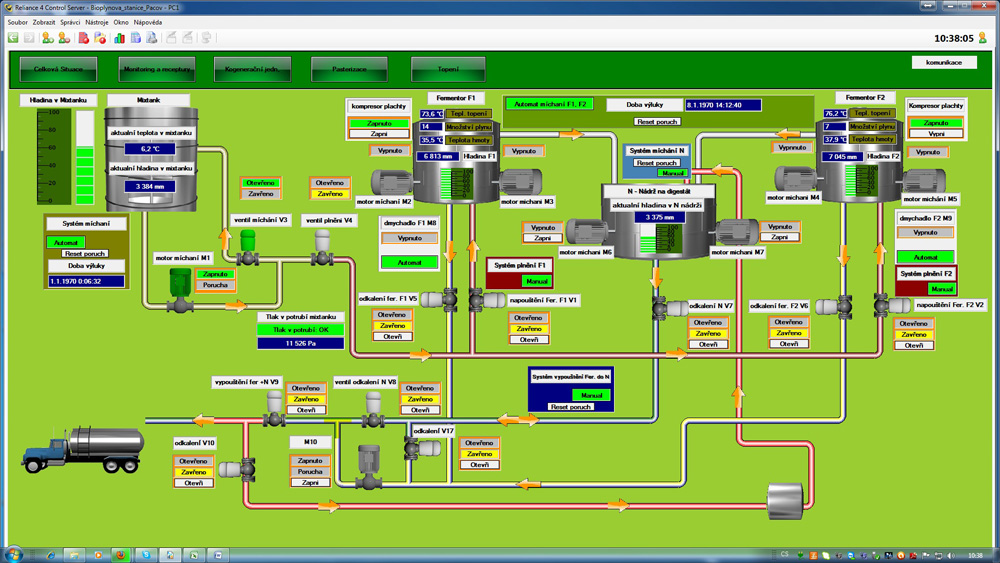 Reliance 4 Control Server - Bioplynova_stanice_Pacov - PC1
Soubor Zobrazit Správci Nástroje Okno Nápověda
10:38:05
Celková Situace
Monitoring a receptury
Kogenerační jedn.
Pasterizace
Topení
komunikace
Hladina v Mixtanku
100
80
60
40
20
0
Mixtank
aktualní teplota v mixtanku
6,2 °C
aktualní hladina v mixtanku
3 384 mm
Systém míchaní
Automat
Reset poruch
Doba výluky
1.1.1970 0:06:32
motor míchaní M1
Zapnuto
Porucha
Otevřeno
Zavřeno
ventil míchání V3
Otevřeno
Zavřeno
ventil plnění V4
Tlak v potrubí mixtanku
Tlak v potrubí: OK
11 526 Pa
kompresor plachty
Zapnuto
Zapni
Vypnuto
motor míchaní M2
Fermentor F1
73,6 °C Tepl. topení
14 Množství plynu
35,5 °C Teplota hmoty
6 813 mm Hladina F1
Vypnuto
motor míchaní M3
dmychadlo F1 M8
Vypnuto
Automat
Systém plnění F1
Manual
odkalení fer. F1 V5
Otevřeno
Zavřeno
Otevři
napouštění fer. F1 V1
Otevřeno
Zavřeno
Otevři
Automat míchaní F1, F2
Doba výluky
8.1.1970 14:12:40
Reset poruch
Systém míchání N
Reset poruch
Manual
N - Nádrž na digestát
aktualní hladina v N nádrži
3 375 mm
Vypnuto
Zapni
motor míchaní M6
Vypnuto
Zapni
motor míchaní M7
odkalení N V7
Otevřeno
Zavřeno
Otevři
Fermentor F2
76,2 °C Tepl. topení
7 Množství plynu
37,9 °C Teplota hmoty
7 045 mm Hladina F2
Vypnuto
motor míchaní M4
Kompresor plachty
Zapnuto
Vypni
Vypnuto
motor míchaní M5
dmychadlo F2 M9
Vypnuto
Automat
Systém plnění F2
Manual
odkalení fer. F2 V6
Otevřeno
Zavřeno
Otevři
napouštění fer. F2 V2
Otevřeno
Zavřeno
Otevři
Systém vypouštění Fer. do N
Manual
Reset poruch
vypouštění fer +N V9
Otevřeno
Zavřeno
Otevři
ventil odkalení N V8
Otevřeno
Zavřeno
Otevři
odkalení V10
Otevřeno
Zavřeno
Otevři
M10
Zapnuto
Porucha
Zapni
odkalení V17
Otevřeno
Zavřeno
Otevři
CS
10:38